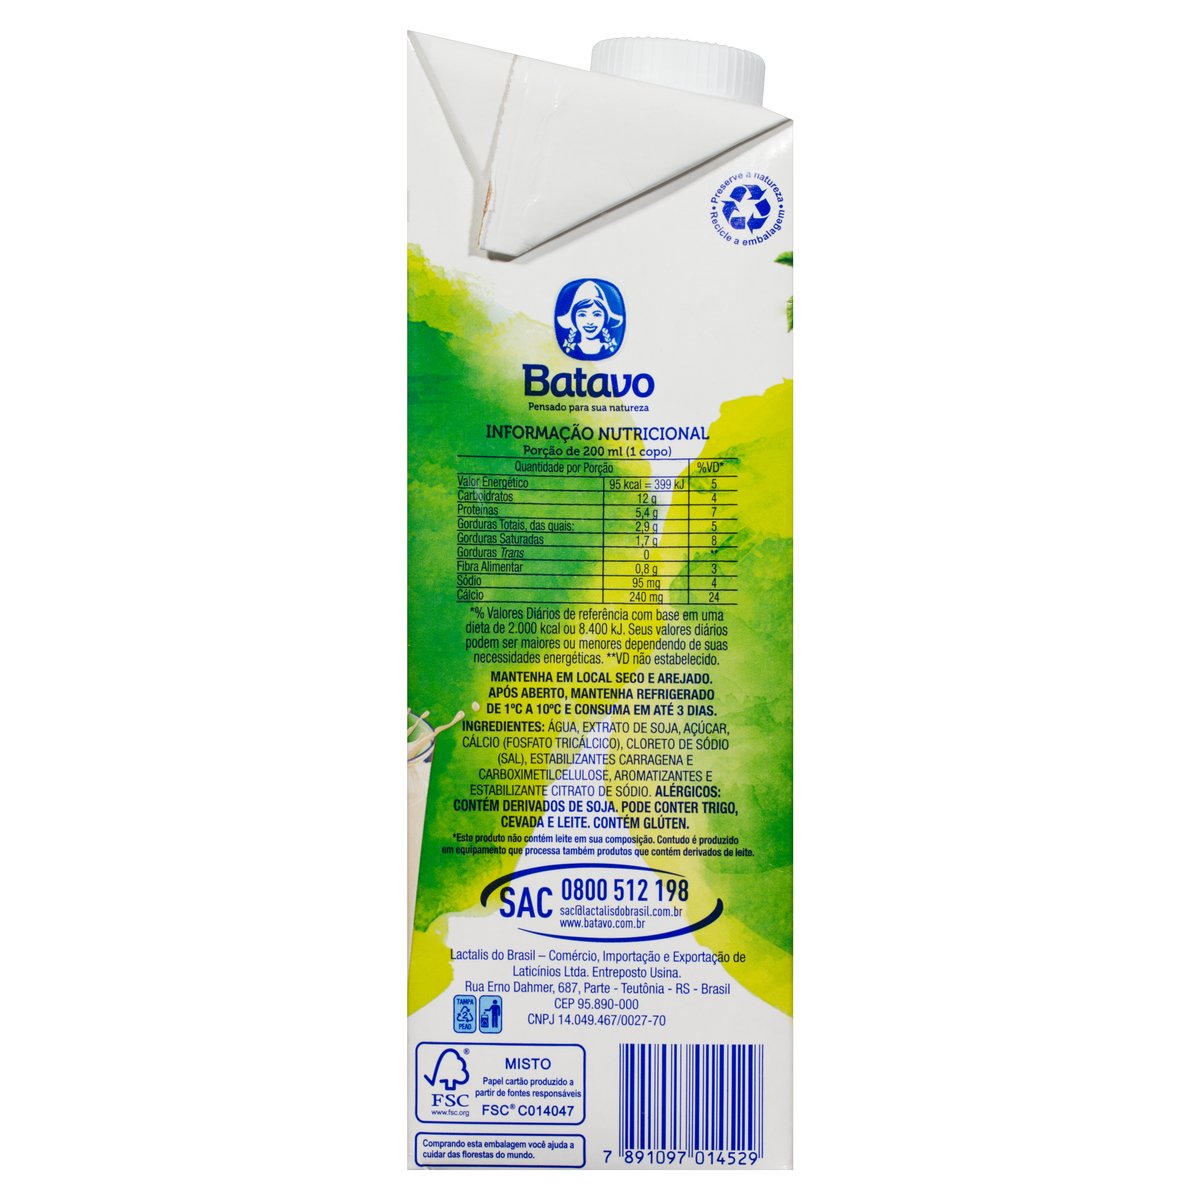 Preserve a natureza
Recicle a embalagem
Batavo
Pensado para sua natureza
INFORMAÇÃO NUTRICIONAL
Porção de 200 ml (1 copo)
Quantidade por Porção %VD*
Valor Energético 95 kcal = 399 kJ 5
Carboidratos 12 g 4
Proteínas 5,4 g 7
Gorduras Totais, das quais: 2,9 g 5
Gorduras Saturadas 1,7 g 8
Gorduras Trans 0 **
Fibra Alimentar 0,8 g 3
Sódio 95 mg 4
Cálcio 240 mg 24
*% Valores Diários de referência com base em uma
dieta de 2.000 kcal ou 8.400 kJ. Seus valores diários
podem ser maiores ou menores dependendo de suas
necessidades energéticas. **VD não estabelecido.
MANTENHA EM LOCAL SECO E AREJADO.
APÓS ABERTO, MANTENHA REFRIGERADO
DE 1ºC A 10ºC E CONSUMA EM ATÉ 3 DIAS.
INGREDIENTES: ÁGUA, EXTRATO DE SOJA, AÇÚCAR,
CÁLCIO (FOSFATO TRICÁLCICO), CLORETO DE SÓDIO
(SAL), ESTABILIZANTES CARRAGENA E
CARBOXIMETILCELULOSE, AROMATIZANTES E
ESTABILIZANTE CITRATO DE SÓDIO. ALÉRGICOS:
CONTÉM DERIVADOS DE SOJA. PODE CONTER TRIGO,
CEVADA E LEITE. CONTÉM GLÚTEN.
*Este produto não contém leite em sua composição. Contudo é produzido
em equipamento que processa também produtos que contém derivados de leite.
SAC 0800 512 198
sac@lactalisdobrasil.com.br
www.batavo.com.br
Lactalis do Brasil – Comércio, Importação e Exportação de
Laticínios Ltda. Entreposto Usina.
Rua Erno Dahmer, 687, Parte - Teutônia - RS - Brasil
CEP 95.890-000
CNPJ 14.049.467/0027-70
TAMPA
2
PEAD
FSC®
www.fsc.org
MISTO
Papel cartão produzido a
partir de fontes responsáveis
FSC® C014047
Comprando esta embalagem você ajuda a
cuidar das florestas do mundo.
7 891097 014529